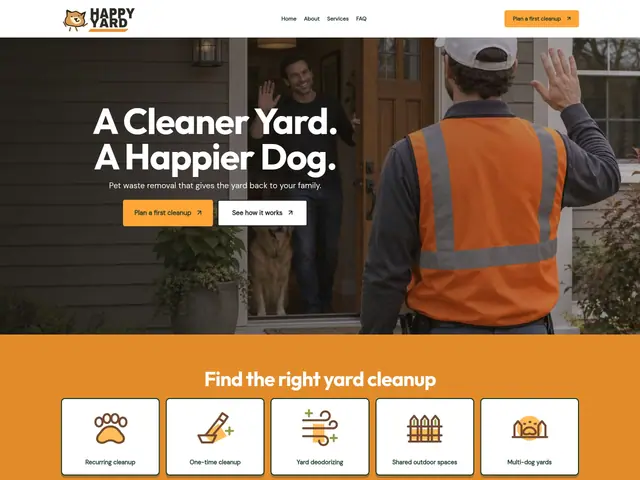 HAPPY
YARD
Home
About
Services
FAQ
Plan a first cleanup
A Cleaner Yard.
A Happier Dog.
Pet waste removal that gives the yard back to your family.
Plan a first cleanup
See how it works
Find the right yard cleanup
Recurring cleanup
One-time cleanup
Yard deodorizing
Shared outdoor spaces
Multi-dog yards